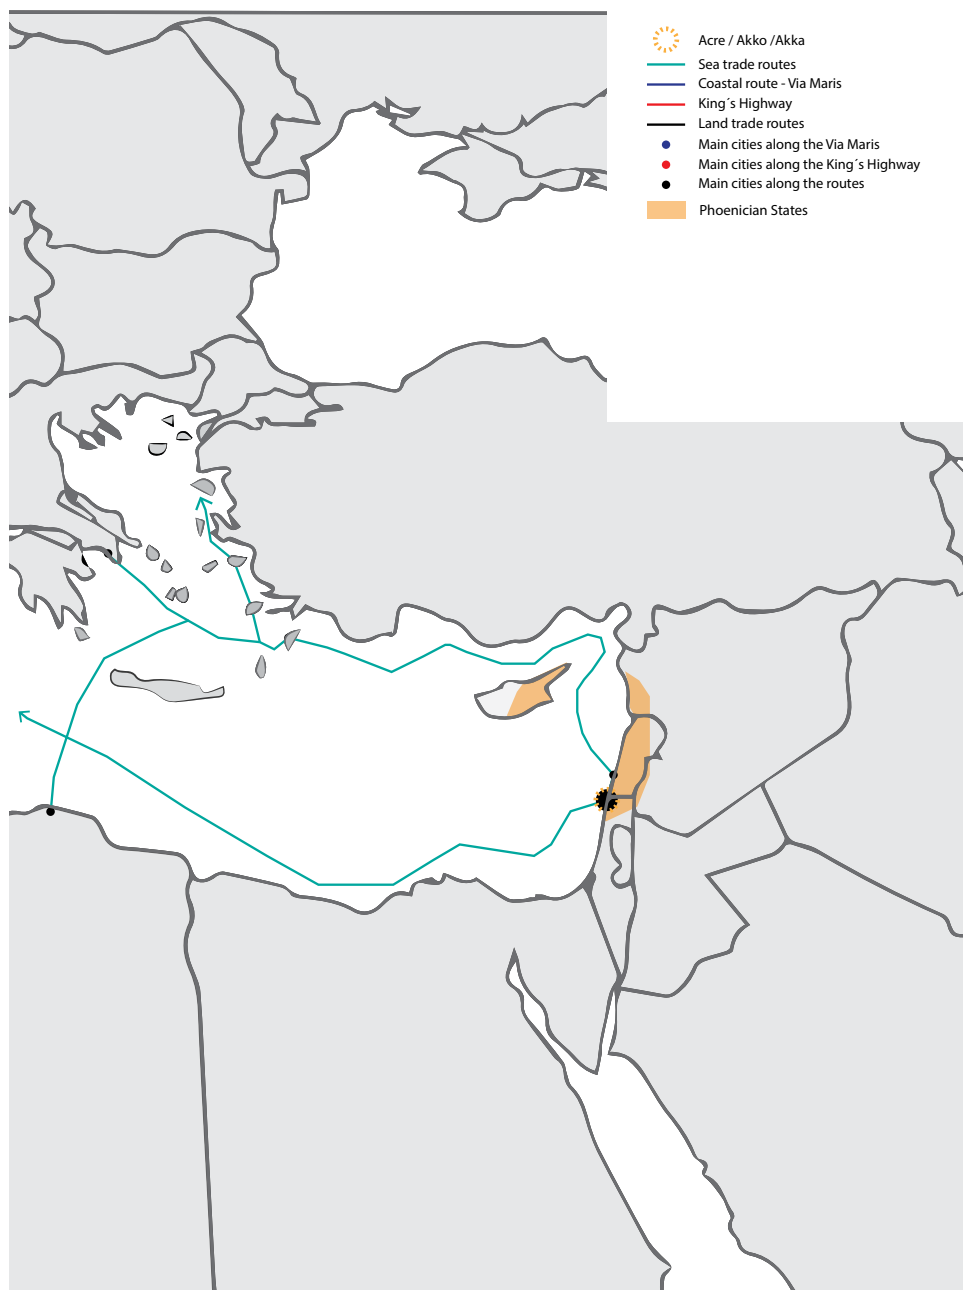 Acre / Akko /Akka
Sea trade routes
Coastal route - Via Maris
King´s Highway
Land trade routes
Main cities along the Via Maris
Main cities along the King´s Highway
Main cities along the routes
Phoenician States